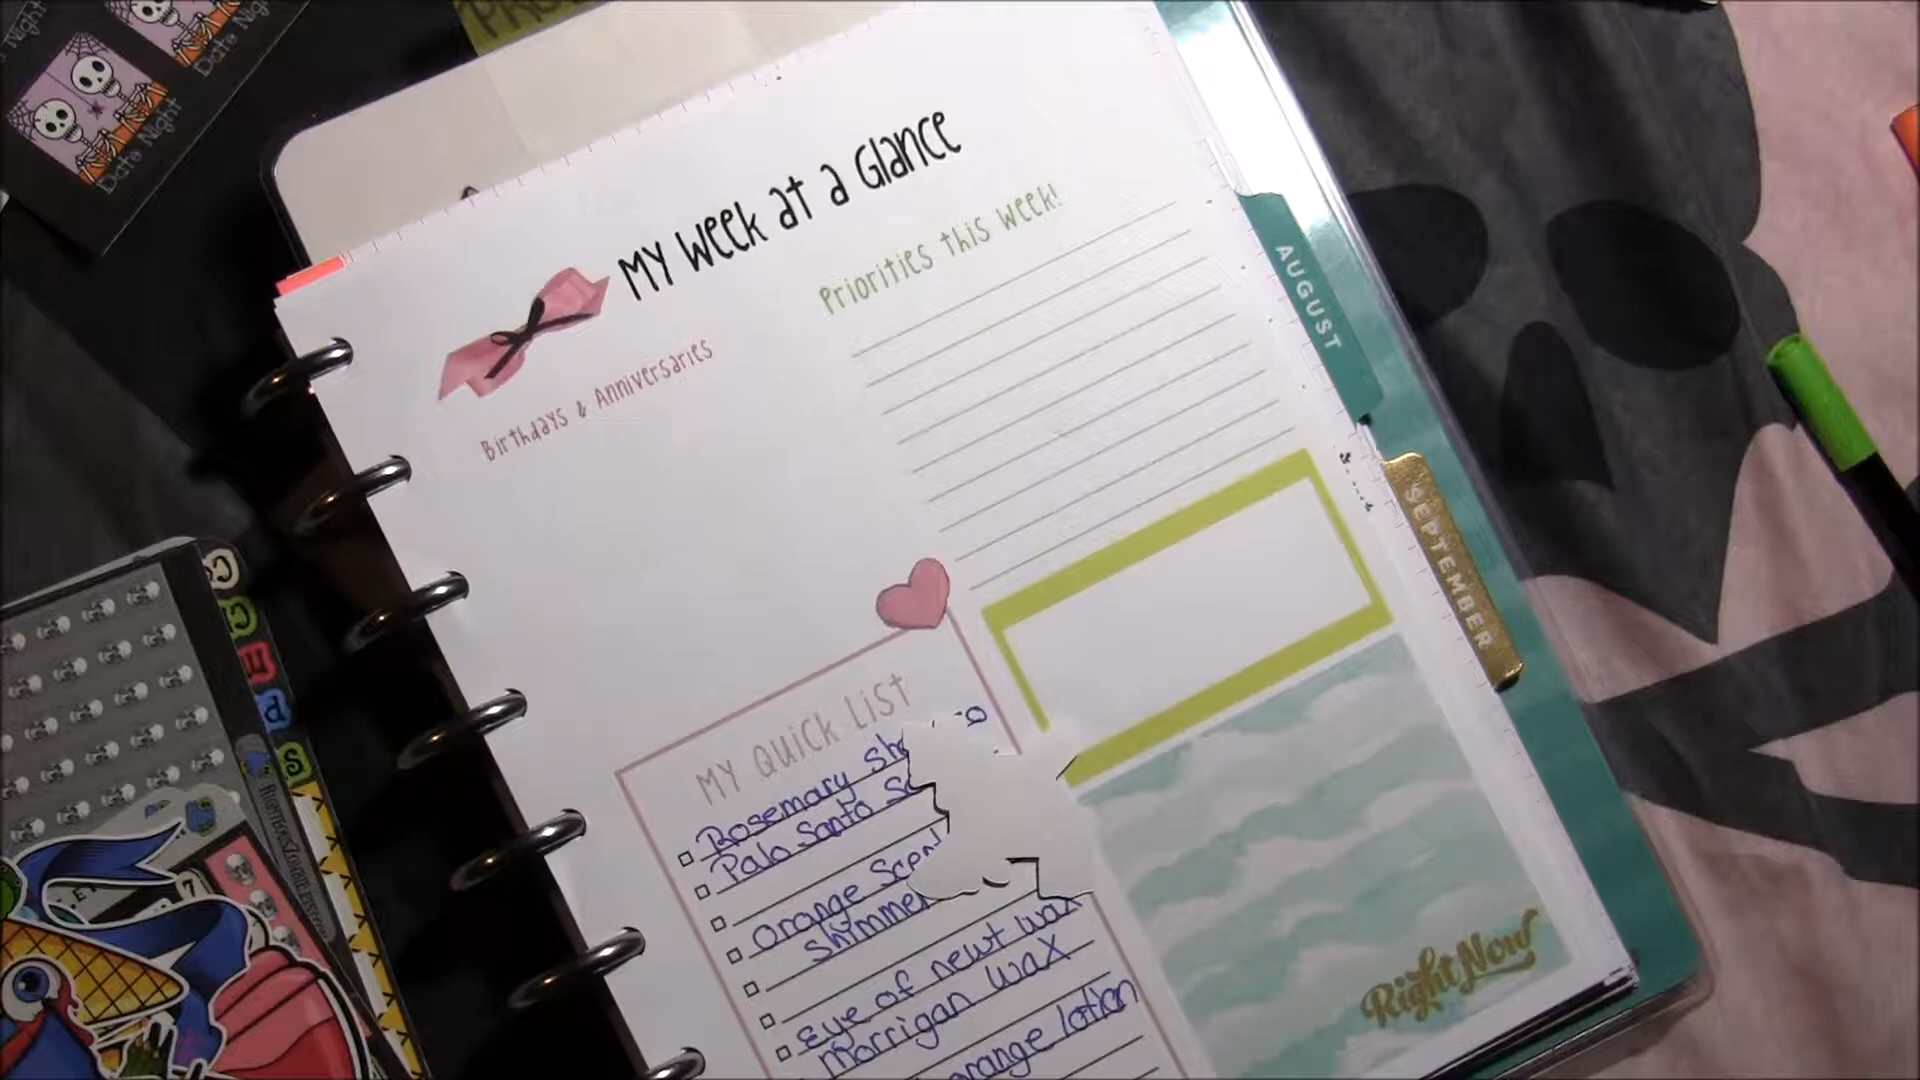 Date Night
Date Night
MY week at a Glance
Priorities this week!
Birthdays & Anniversaries
AUGUST
SEPTEMBER
MY QUICK LIST
Rosemary
Palo Santo
Orange
Shimmer
Eye of newt wax
Morrigan wax
orange lotion
Right Now